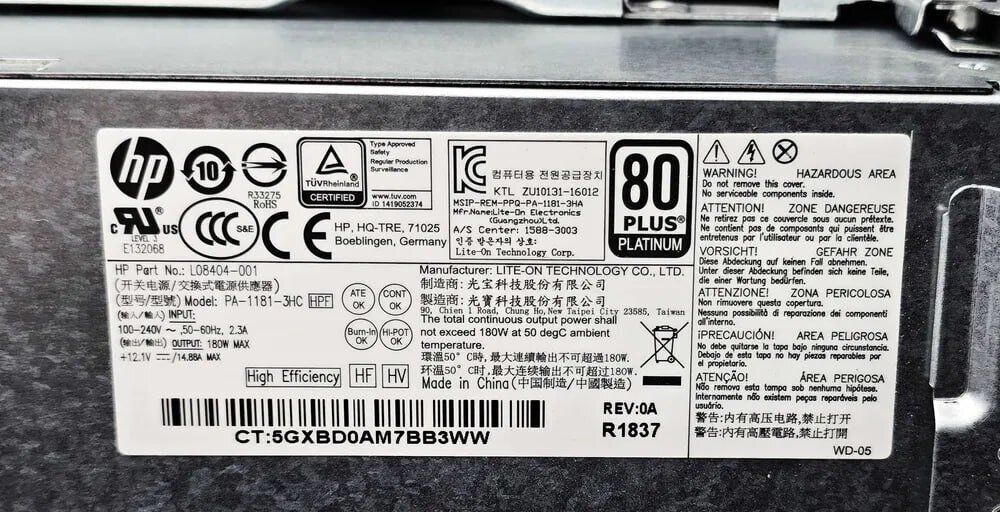 hp
10
R33275
RoHS
TÜVRheinland
CERTIFIED
Type Approved
Safety
Regular Production
Surveillance
www.tuv.com
ID 1419052374
c RU us
LEVEL 3
E132068
CCC S&E
CE
HP, HQ-TRE, 71025
Boeblingen, Germany
컴퓨터용 전원공급장치
KTL ZU10131-16012
MSIP-REM-PPQ-PA-1181-3HA
Mfr.Name:Lite-On Electronics
(Guangzhou)Ltd.
A/S Center: 1588-3003
인증 받은자의 상호:
Lite-On Technology Corp.
80
PLUS®
PLATINUM
HP Part No.: L08404-001
(开关电源/交換式電源供應器)
(型号/型號) Model: PA-1181-3HC HPF
(输入/輸入) INPUT:
100-240V ~ ,50-60Hz, 2.3A
(输出/輸出) OUTPUT: 180W MAX
+12.1V ⎓/14.88A MAX
ATE OK
CONT OK
Burn-In OK
Hi-POT OK
High Efficiency HF HV
Manufacturer: LITE-ON TECHNOLOGY CO., LTD.
制造商: 光宝科技股份有限公司
製造商: 光寶科技股份有限公司
90, Chien 1 Road, Chung Ho,New Taipei City 23585, Taiwan
The total continuous output power shall
not exceed 180W at 50 degC ambient
temperature.
環溫50° C時,最大連續輸出不可超過180W.
环温50° C时,最大连续输出不可超过180W.
Made in China(中国制造/中國製造)
CT:5GXBD0AM7BB3WW
REV:0A
R1837
WARNING! HAZARDOUS AREA
Do not remove this cover.
No serviceable components inside.
ATTENTION! ZONE DANGEREUSE
Ne retirez pas ce couvercle sous aucun prétexte.
Ne contient pas de composants qui puissent être
entretenus par l'utilisateur ou par la clientèle.
VORSICHT! GEFAHR ZONE
Diese Abdeckung auf keinen Fall abnehmen.
Unter dieser Abdeckung befinden sich keine Teile,
die einer Wartung bedürfen.
ATTENZIONE! ZONA PERICOLOSA
Non rimuovere questa copertura.
Nessuna possibilità di riparazione dei componenti
all'interno.
¡PRECAUCIÓN! ÁREA PELIGROSA
No debe quitarse la tapa bajo ninguna circunstancia.
Debajo de esta tapa no hay piezas reparables por el
propietario.
ATENÇÃO! ÁREA PERIGOSA
Não remova esta tampa sob nenhuma hipótese.
Internamente não existem peças reparáveis pelo
usuário.
警告:内有高压电路,禁止打开
警告:內有高壓電路,禁止打開
WD-05